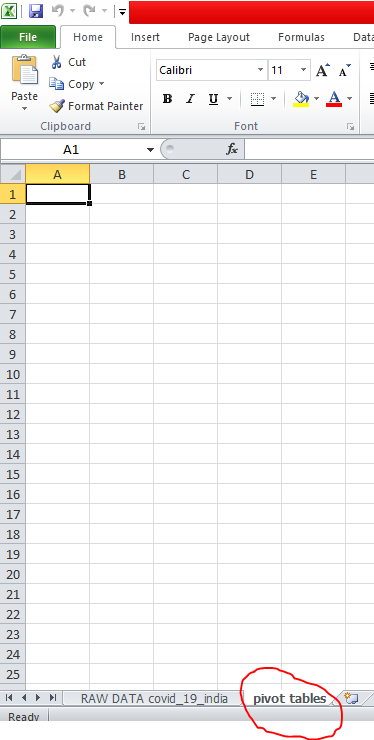 File Home Insert Page Layout Formulas Data
Paste
Cut
Copy
Format Painter
Calibri 11 A A
B I U A
Clipboard Font
A1 fx
A B C D E
1
2
3
4
5
6
7
8
9
10
11
12
13
14
15
16
17
18
19
20
21
22
23
24
25
RAW DATA covid_19_india pivot tables
Ready